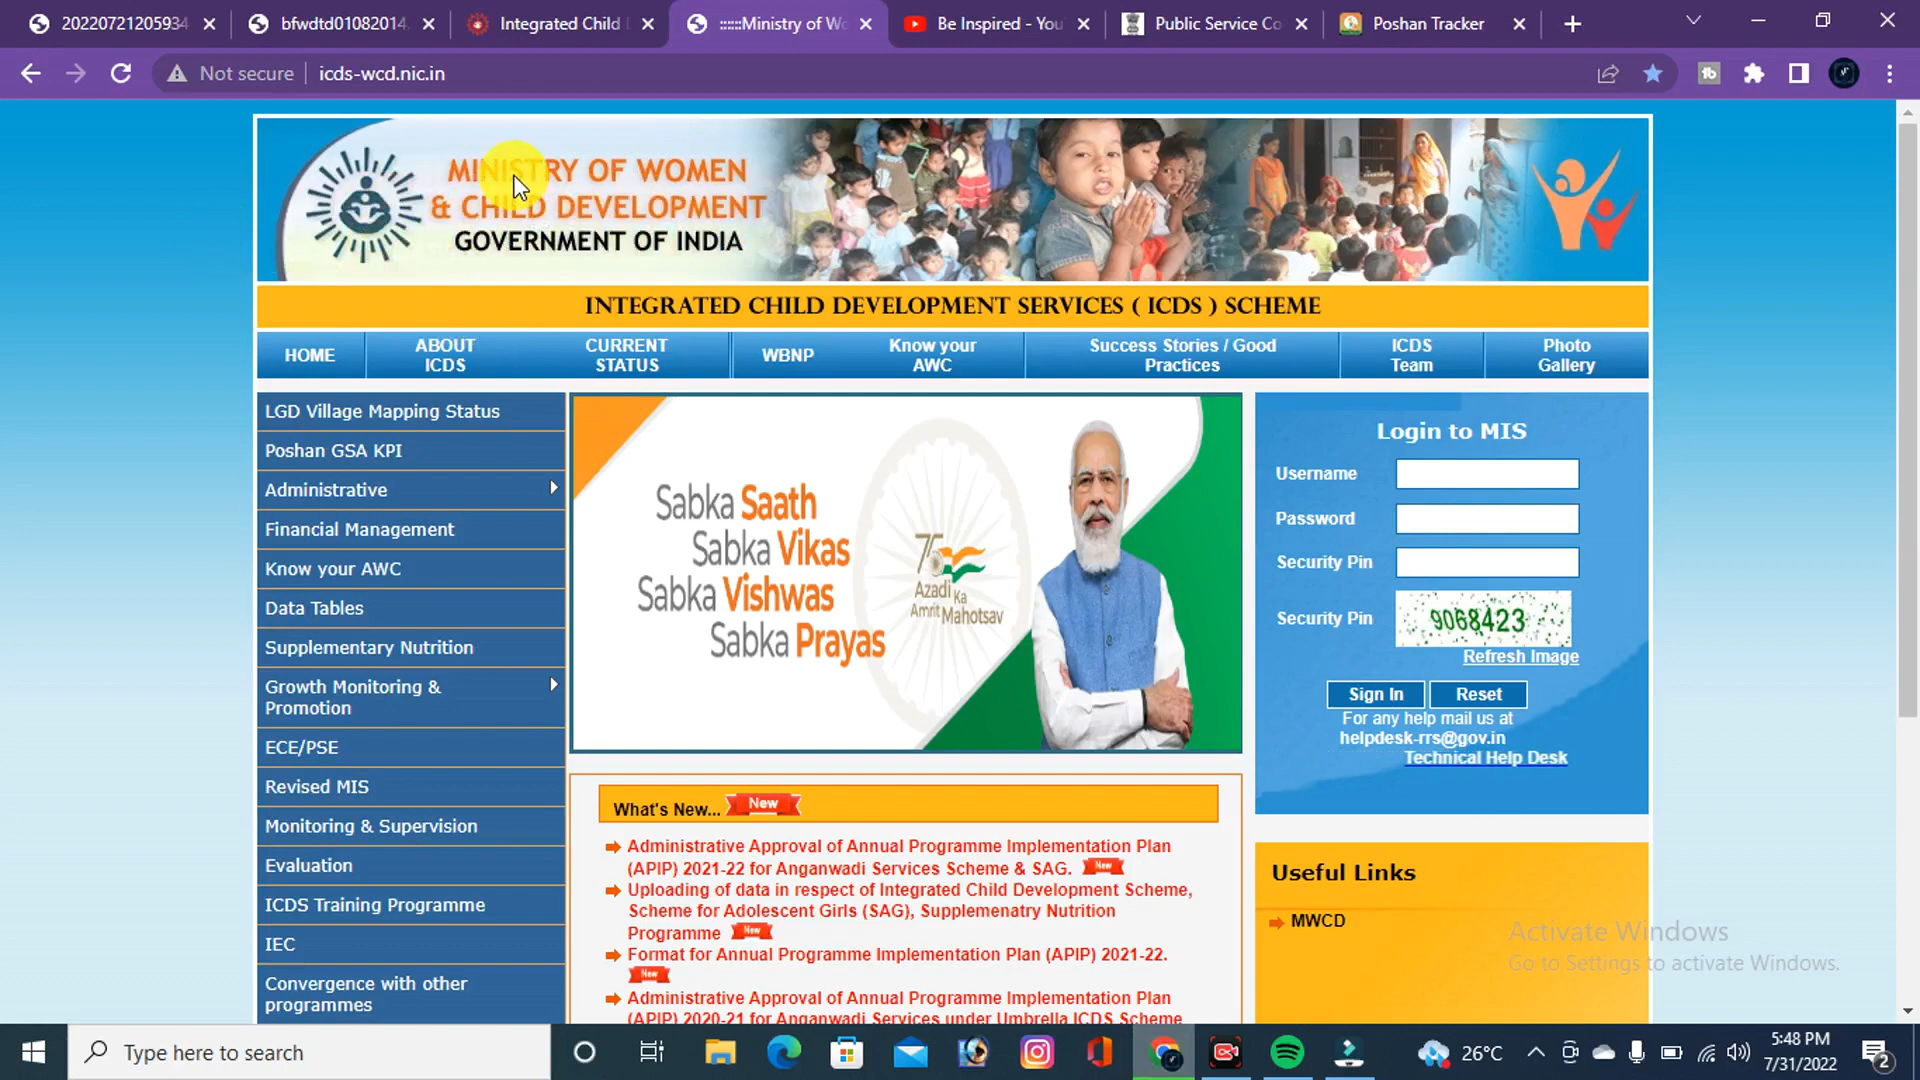 20220721205934
bfwdtd01082014.
Integrated Child
::::::Ministry of Wo
Be Inspired - You
Public Service Co
Poshan Tracker
Not secure
icds-wcd.nic.in
MINISTRY OF WOMEN
& CHILD DEVELOPMENT
GOVERNMENT OF INDIA
INTEGRATED CHILD DEVELOPMENT SERVICES ( ICDS ) SCHEME
HOME
ABOUT
ICDS
CURRENT
STATUS
WBNP
Know your
AWC
Success Stories / Good
Practices
ICDS
Team
Photo
Gallery
LGD Village Mapping Status
Poshan GSA KPI
Administrative
Financial Management
Know your AWC
Data Tables
Supplementary Nutrition
Growth Monitoring &
Promotion
ECE/PSE
Revised MIS
Monitoring & Supervision
Evaluation
ICDS Training Programme
IEC
Convergence with other
programmes
Sabka Saath
Sabka Vikas
Sabka Vishwas
Sabka Prayas
75
Azadi Ka
Amrit Mahotsav
What's New... New
Administrative Approval of Annual Programme Implementation Plan
(APIP) 2021-22 for Anganwadi Services Scheme & SAG. New
Uploading of data in respect of Integrated Child Development Scheme,
Scheme for Adolescent Girls (SAG), Supplemenatry Nutrition
Programme New
Format for Annual Programme Implementation Plan (APIP) 2021-22.
New
Administrative Approval of Annual Programme Implementation Plan
(APIP) 2020-21 for Anganwadi Services under Umbrella ICDS Scheme
Login to MIS
Username
Password
Security Pin
Security Pin 9068423
Refresh Image
Sign In Reset
For any help mail us at
helpdesk-rrs@gov.in
Technical Help Desk
Useful Links
MWCD
Activate Windows
Go to Settings to activate Windows.
Type here to search
26°C
5:48 PM
7/31/2022
2